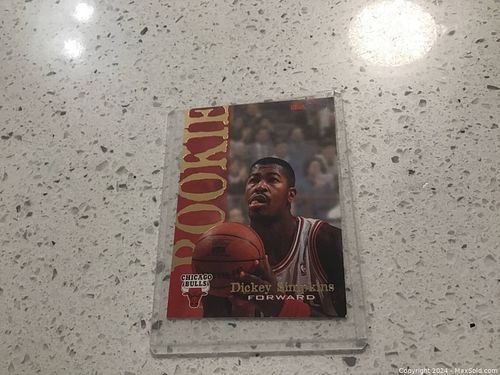 ROOKIE
CHICAGO
BULLS
Dickey Simpkins
FORWARD
Copyright 2024 - MaxSold.com